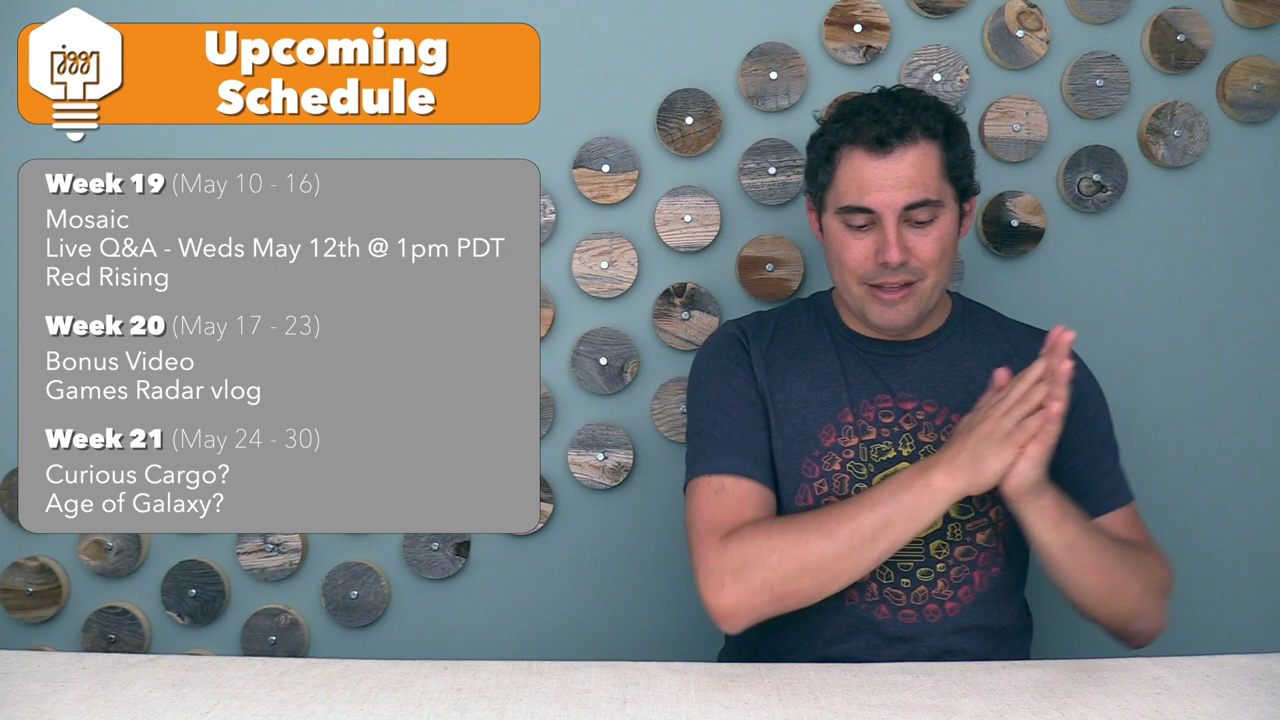 Upcoming
Schedule
Week 19 (May 10 - 16)
Mosaic
Live Q&A - Weds May 12th @ 1pm PDT
Red Rising
Week 20 (May 17 - 23)
Bonus Video
Games Radar vlog
Week 21 (May 24 - 30)
Curious Cargo?
Age of Galaxy?